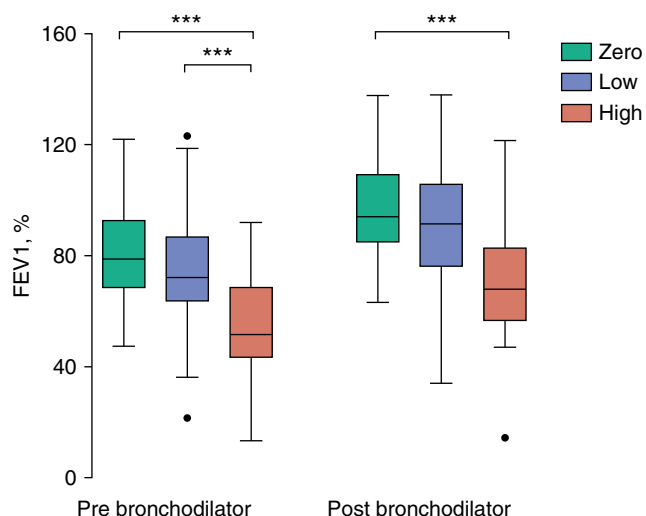 160
120
80
40
0
FEV1, %
***
***
***
Zero
Low
High
Pre bronchodilator
Post bronchodilator